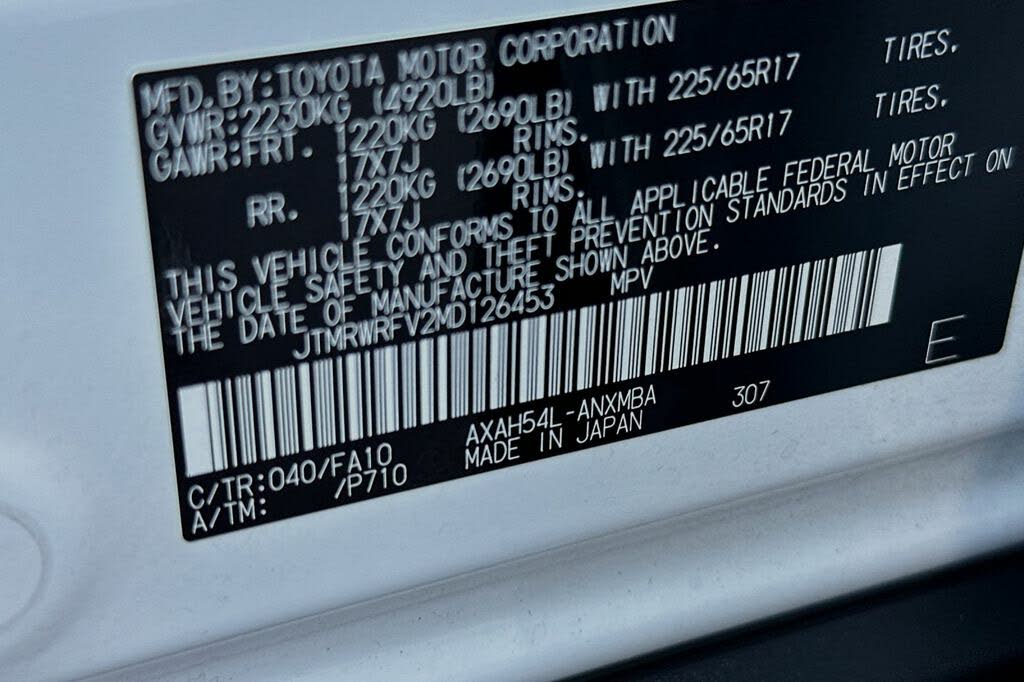 MFD.BY:TOYOTA MOTOR CORPORATION
GVWR:2230KG (4920LB)
GAWR:FRT. 1220KG (2690LB) WITH 225/65R17 TIRES.
17X7J RIMS.
RR. 1220KG (2690LB) WITH 225/65R17 TIRES.
17X7J RIMS.
THIS VEHICLE CONFORMS TO ALL APPLICABLE FEDERAL MOTOR
VEHICLE SAFETY AND THEFT PREVENTION STANDARDS IN EFFECT ON
THE DATE OF MANUFACTURE SHOWN ABOVE.
JTMRWRFV2MD126453 MPV
C/TR:040/FA10 AXAH54L-ANXMBA 307 E
A/TM: /P710 MADE IN JAPAN